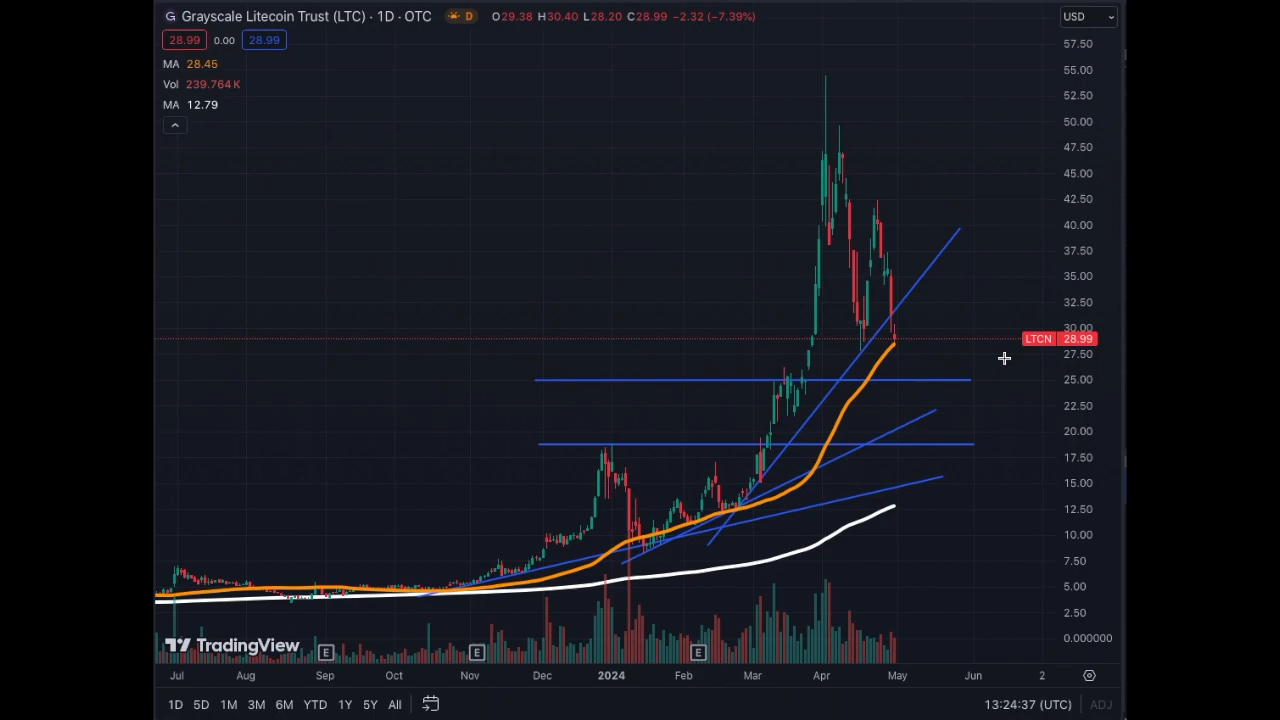 Grayscale Litecoin Trust (LTC) · 1D · OTC D O29.38 H30.40 L28.20 C28.99 −2.32 (−7.39%) USD
28.99 0.00 28.99
MA 28.45
Vol 239.764K
MA 12.79
57.50
55.00
52.50
50.00
47.50
45.00
42.50
40.00
37.50
35.00
32.50
30.00
LTCN 28.99
27.50
25.00
22.50
20.00
17.50
15.00
12.50
10.00
7.50
5.00
2.50
0.000000
TradingView E E E
Jul Aug Sep Oct Nov Dec 2024 Feb Mar Apr May Jun 2
1D 5D 1M 3M 6M YTD 1Y 5Y All 13:24:37 (UTC) ADJ